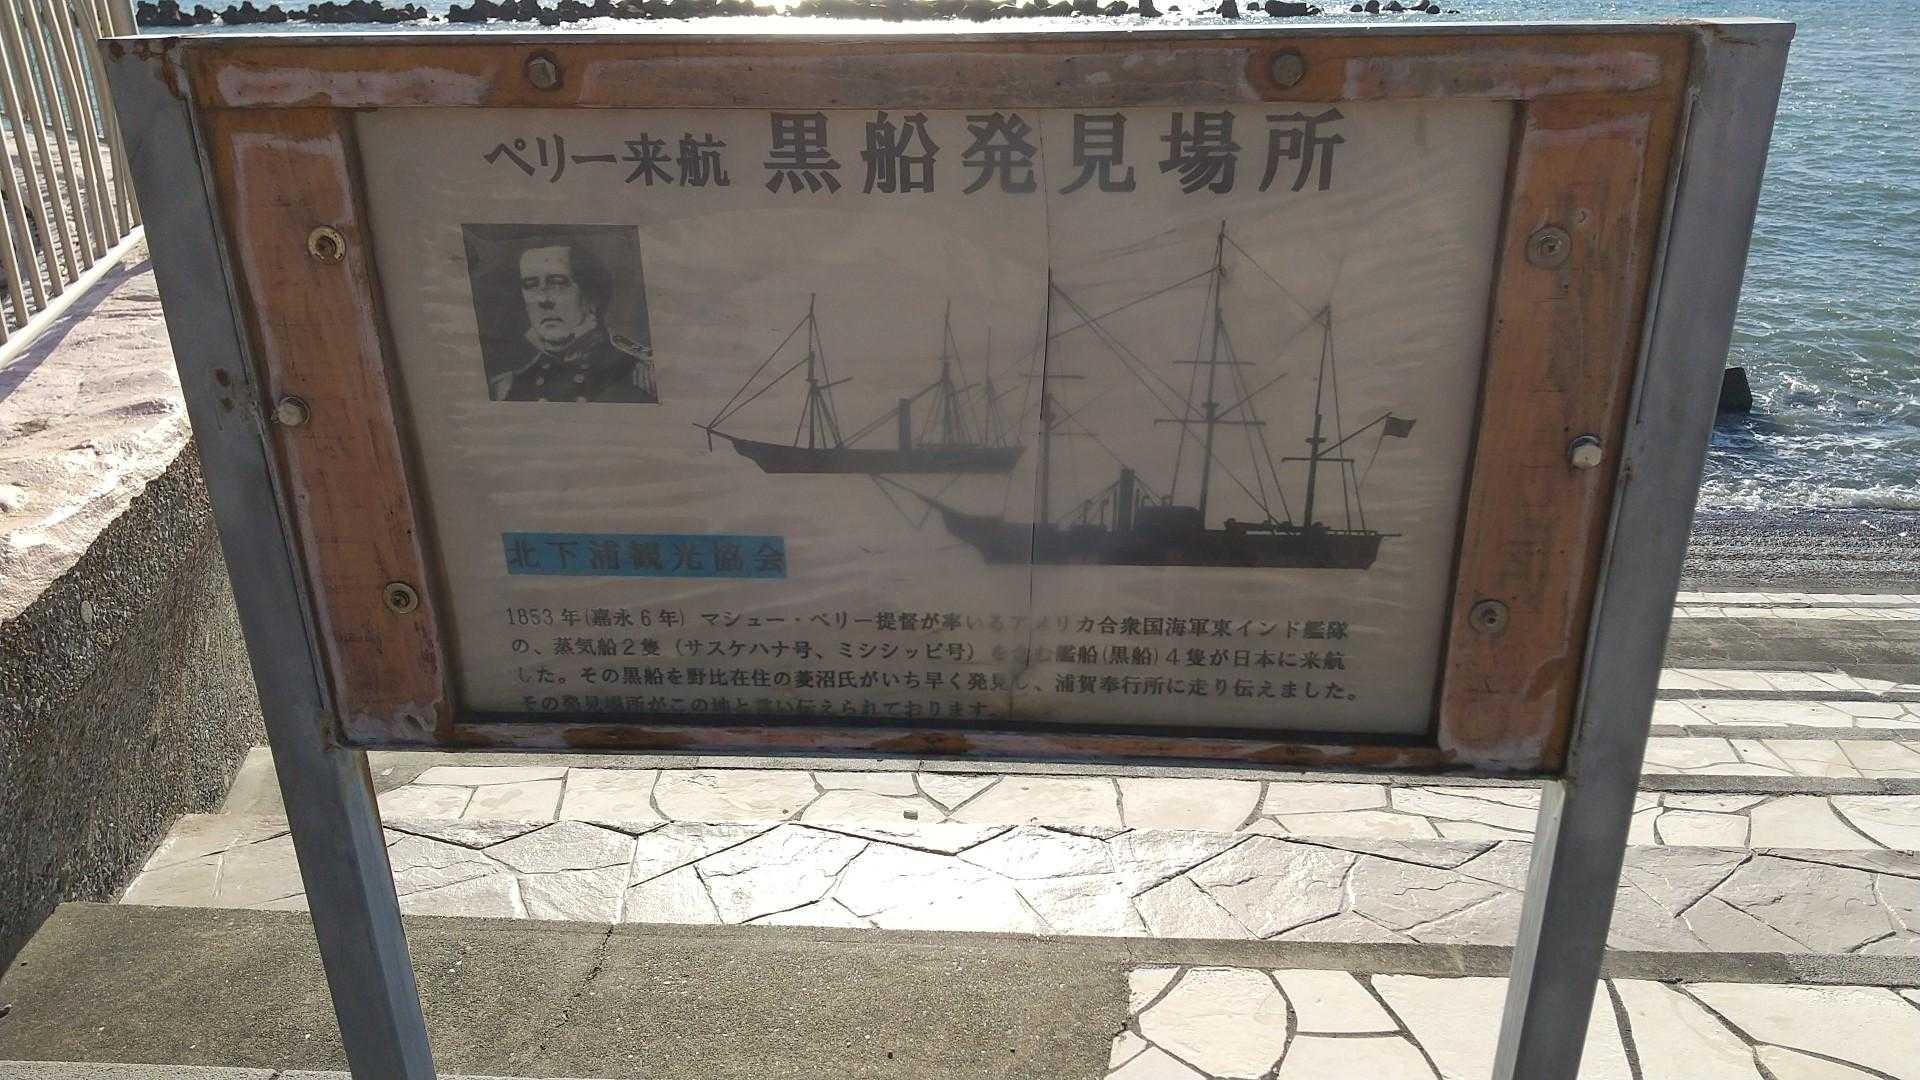 ペリー来航 黒船発見場所
北下浦観光協会
1853年(嘉永6年) マシュー・ペリー提督が率いるアメリカ合衆国海軍東インド艦隊
の、蒸気船2隻（サスケハナ号、ミシシッピ号）を含む艦船(黒船)4隻が日本に来航
した。その黒船を野比在住の菱沼氏がいち早く発見し、浦賀奉行所に走り伝えました。
その発見場所がこの地と言い伝えられております。